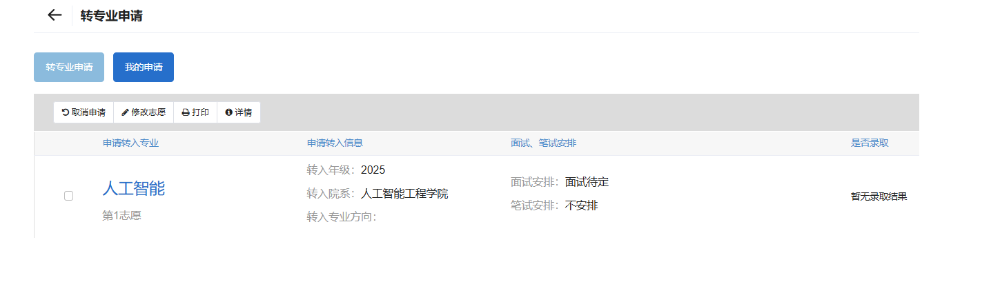 转专业申请
转专业申请 我的申请
取消申请 修改志愿 打印 详情
申请转入专业 申请转入信息 面试、笔试安排 是否录取
人工智能
第1志愿
转入年级：2025
转入院系：人工智能工程学院
转入专业方向：
面试安排：面试待定
笔试安排：不安排
暂无录取结果